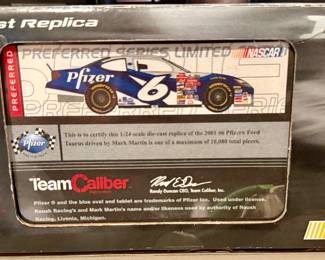 st Replica
PREFERRED SERIES LIMITED
NASCAR
PREFERRED
Pfizer
6
This is to certify this 1:24 scale die-cast replica of the 2001 #6 Pfizer Ford
Taurus driven by Mark Martin is one of a maximum of 10,080 total pieces.
Pfizer
Team Caliber
Randy Duncan CEO, Team Caliber, Inc.
Pfizer ® and the blue oval and tablet are trademarks of Pfizer Inc. Used under license.
Roush Racing's and Mark Martin's name and/or likeness used by authority of Roush
Racing, Livonia, Michigan.